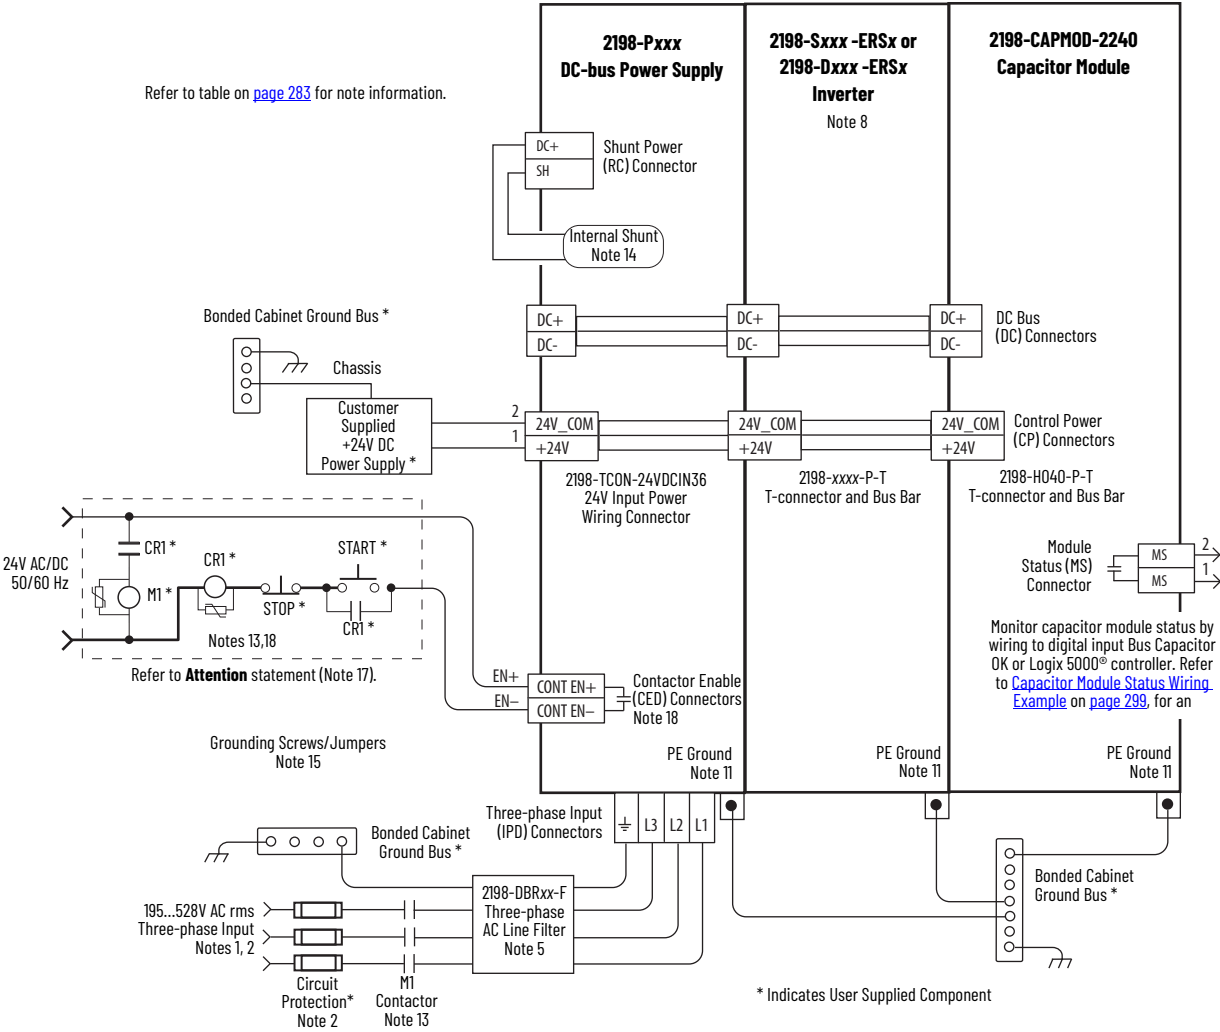 2198-Pxxx
DC-bus Power Supply
2198-Sxxx -ERSx or
2198-Dxxx -ERSx
Inverter
Note 8
2198-CAPMOD-2240
Capacitor Module
Refer to table on page 283 for note information.
DC+
SH
Shunt Power
(RC) Connector
Internal Shunt
Note 14
Bonded Cabinet Ground Bus *
DC+
DC-
DC+
DC-
DC+
DC-
DC Bus
(DC) Connectors
Chassis
Customer
Supplied
+24V DC
Power Supply *
2
1
24V_COM
+24V
24V_COM
+24V
24V_COM
+24V
Control Power
(CP) Connectors
2198-TCON-24VDCIN36
24V Input Power
Wiring Connector
2198-xxxx-P-T
T-connector and Bus Bar
2198-H040-P-T
T-connector and Bus Bar
24V AC/DC
50/60 Hz
CR1 *
M1 *
CR1 *
STOP *
START *
CR1 *
Notes 13,18
Refer to Attention statement (Note 17).
Module
Status (MS)
Connector
MS
MS
2
1
Monitor capacitor module status by
wiring to digital input Bus Capacitor
OK or Logix 5000® controller. Refer
to Capacitor Module Status Wiring
Example on page 299, for an
EN+
EN–
CONT EN+
CONT EN–
Contactor Enable
(CED) Connectors
Note 18
Grounding Screws/Jumpers
Note 15
PE Ground
Note 11
PE Ground
Note 11
PE Ground
Note 11
Three-phase Input
(IPD) Connectors
L3
L2
L1
Bonded Cabinet
Ground Bus *
2198-DBRxx-F
Three-phase
AC Line Filter
Note 5
195...528V AC rms
Three-phase Input
Notes 1, 2
Circuit
Protection*
Note 2
M1
Contactor
Note 13
Bonded Cabinet
Ground Bus *
* Indicates User Supplied Component